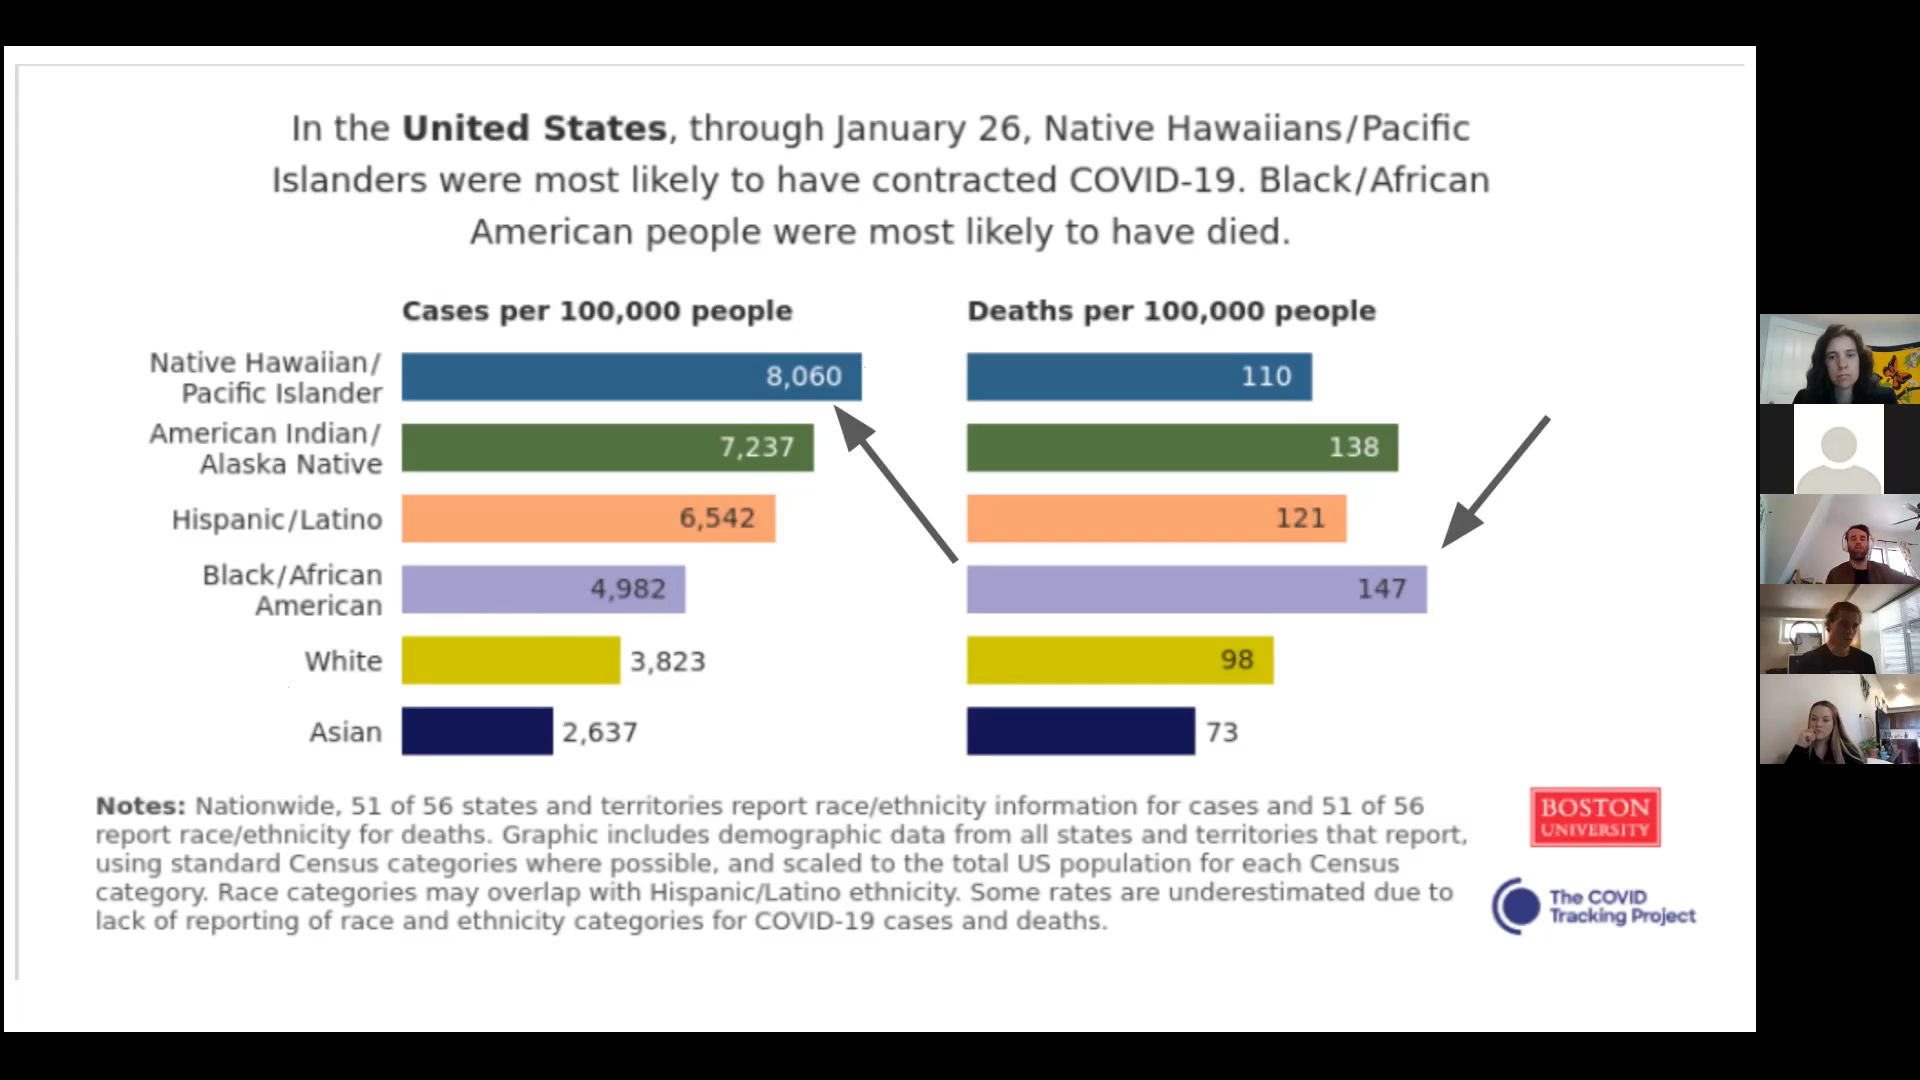 In the United States, through January 26, Native Hawaiians/Pacific
Islanders were most likely to have contracted COVID-19. Black/African
American people were most likely to have died.
Cases per 100,000 people
Deaths per 100,000 people
Native Hawaiian/
Pacific Islander
8,060
110
American Indian/
Alaska Native
7,237
138
Hispanic/Latino
6,542
121
Black/African
American
4,982
147
White
3,823
98
Asian
2,637
73
Notes: Nationwide, 51 of 56 states and territories report race/ethnicity information for cases and 51 of 56
report race/ethnicity for deaths. Graphic includes demographic data from all states and territories that report,
using standard Census categories where possible, and scaled to the total US population for each Census
category. Race categories may overlap with Hispanic/Latino ethnicity. Some rates are underestimated due to
lack of reporting of race and ethnicity categories for COVID-19 cases and deaths.
BOSTON
UNIVERSITY
The COVID
Tracking Project